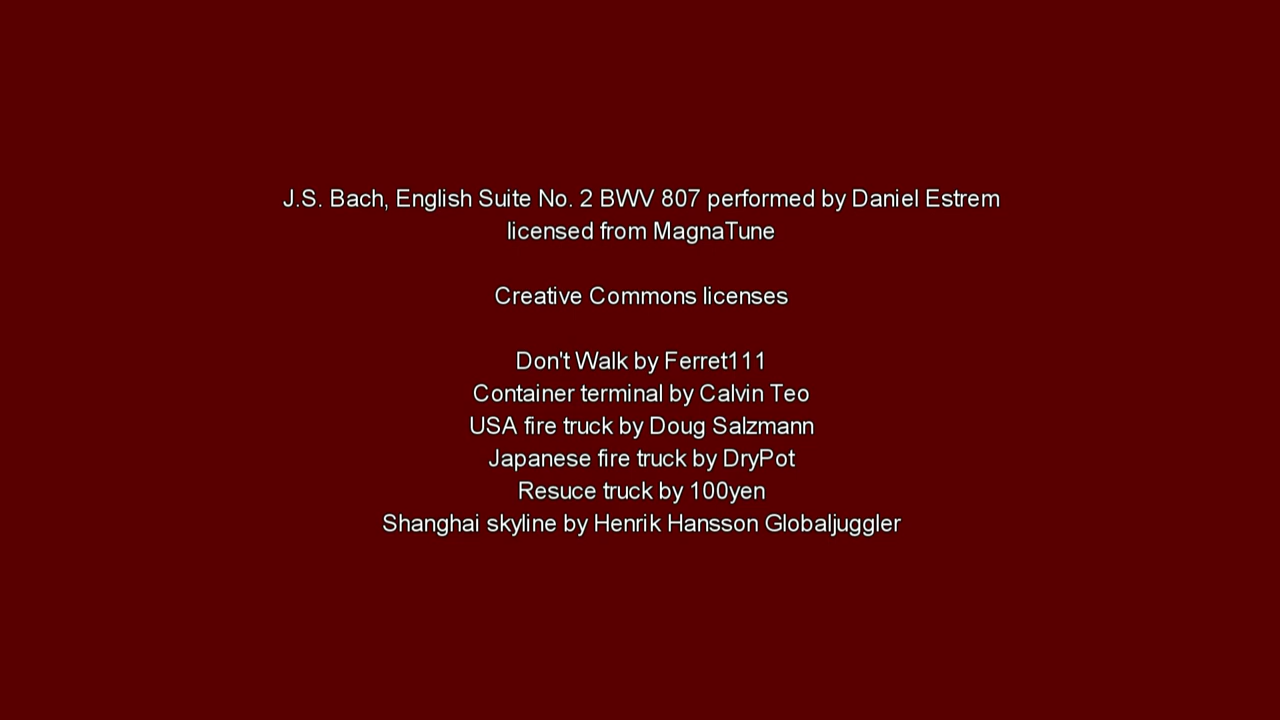 J.S. Bach, English Suite No. 2 BWV 807 performed by Daniel Estrem
licensed from MagnaTune
Creative Commons licenses
Don't Walk by Ferret111
Container terminal by Calvin Teo
USA fire truck by Doug Salzmann
Japanese fire truck by DryPot
Resuce truck by 100yen
Shanghai skyline by Henrik Hansson Globaljuggler